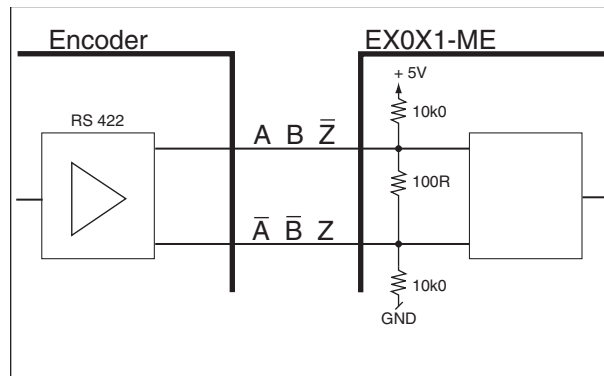 Encoder
EX0X1-ME
+ 5V
10k0
RS 422
A B Z̅
100R
A̅ B̅ Z
10k0
GND